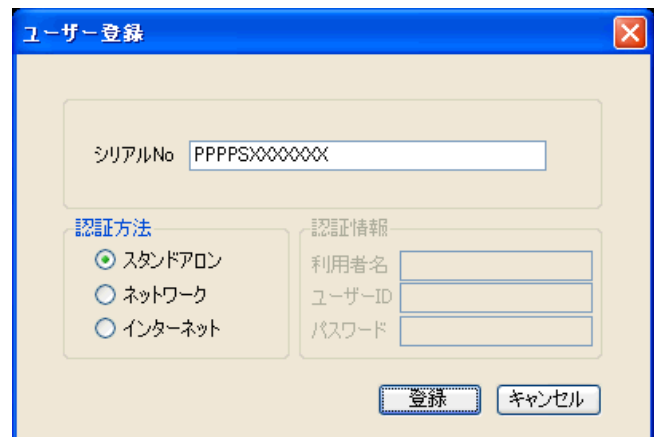 ユーザー登録
シリアルNo PPPPSXXXXXXX
認証方法
スタンドアロン
ネットワーク
インターネット
認証情報
利用者名
ユーザーID
パスワード
登録 キャンセル